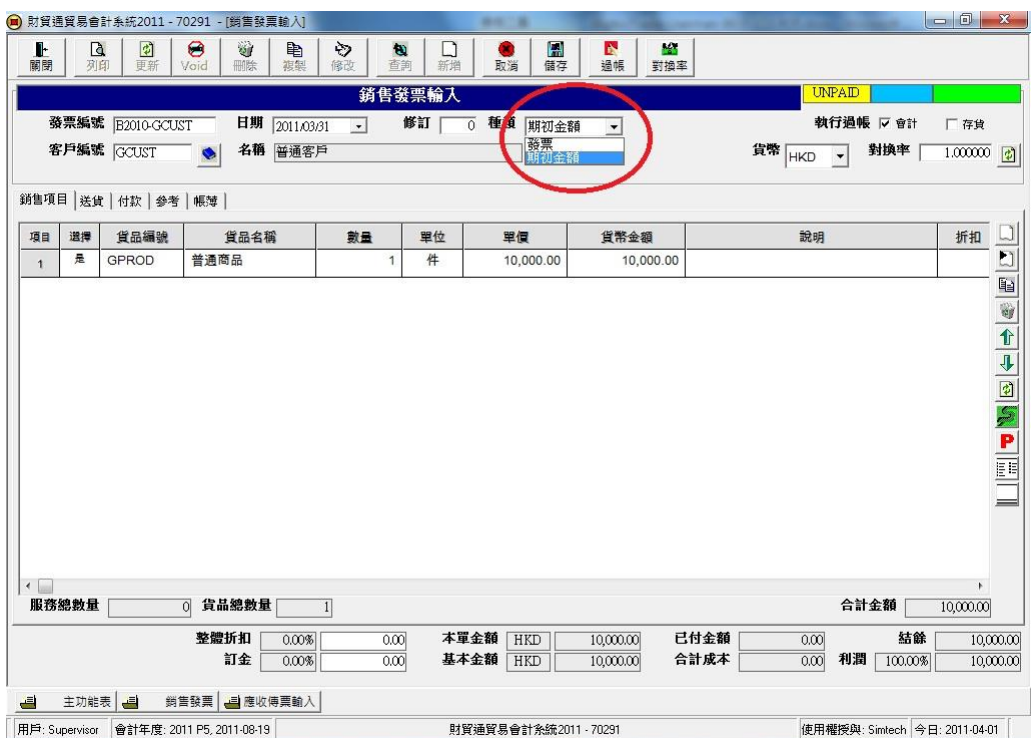 財貿通貿易會計系統2011 - 70291 - [銷售發票輸入]
關閉 列印 更新 Void 刪除 複製 修改 查詢 新增 取消 儲存 過帳 對換率
銷售發票輸入 UNPAID
發票編號 B2010-GCUST 日期 2011/03/31 修訂 0 種類 期初金額 執行過帳 會計 存貨
發票
期初金額
客戶編號 GCUST 名稱 普通客戶 貨幣 HKD 對換率 1.000000
銷售項目 送貨 付款 參考 帳簿
項目 選擇 貨品編號 貨品名稱 數量 單位 單價 貨幣金額 說明 折扣
1 是 GPROD 普通商品 1 件 10,000.00 10,000.00
P
服務總數量 0 貨品總數量 1 合計金額 10,000.00
整體折扣 0.00% 0.00 本單金額 HKD 10,000.00 已付金額 0.00 結餘 10,000.00
訂金 0.00% 0.00 基本金額 HKD 10,000.00 合計成本 0.00 利潤 100.00% 10,000.00
主功能表 銷售發票 應收傳票輸入
用戶: Supervisor 會計年度: 2011 P5, 2011-08-19 財貿通貿易會計系統2011 - 70291 使用權授與: Simtech 今日: 2011-04-01